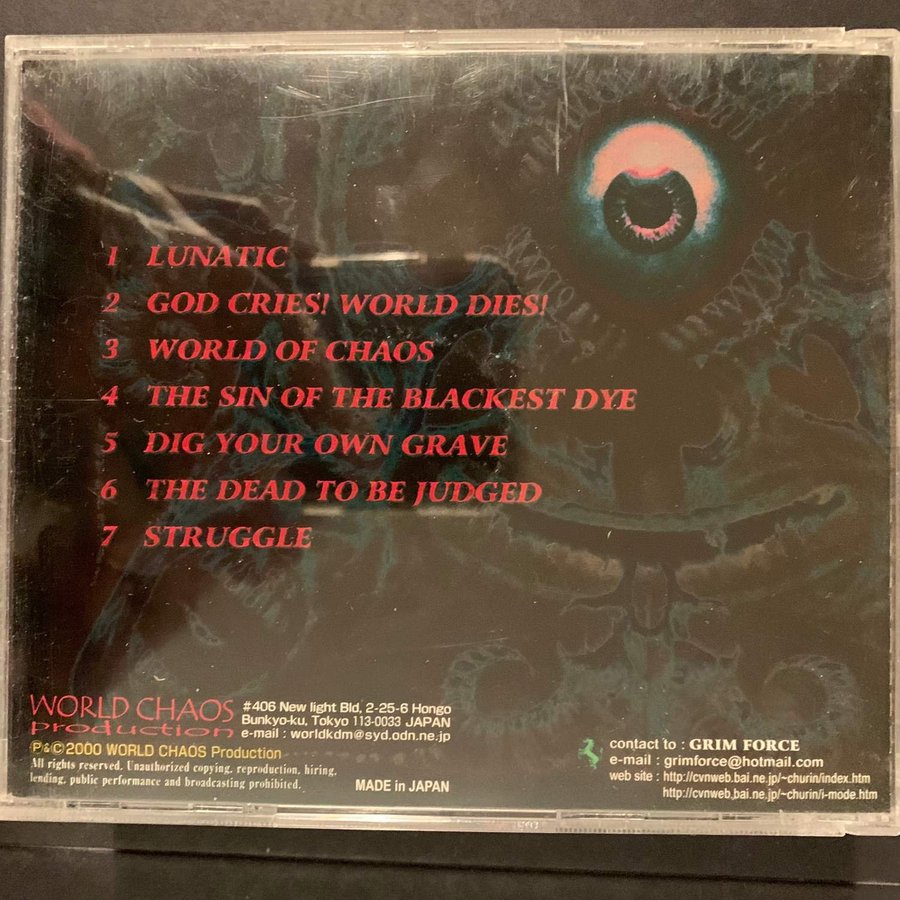 1 LUNATIC
2 GOD CRIES! WORLD DIES!
3 WORLD OF CHAOS
4 THE SIN OF THE BLACKEST DYE
5 DIG YOUR OWN GRAVE
6 THE DEAD TO BE JUDGED
7 STRUGGLE
WORLD CHAOS
production
#406 New light Bld, 2-25-6 Hongo
Bunkyo-ku, Tokyo 113-0033 JAPAN
e-mail : worldkdm@syd.odn.ne.jp
P&C 2000 WORLD CHAOS Production
All rights reserved. Unauthorized copying, reproduction, hiring,
lending, public performance and broadcasting prohibited.
MADE in JAPAN
contact to : GRIM FORCE
e-mail : grimforce@hotmail.com
web site : http://cvnweb.bai.ne.jp/~churin/index.htm
http://cvnweb.bai.ne.jp/~churin/i-mode.htm